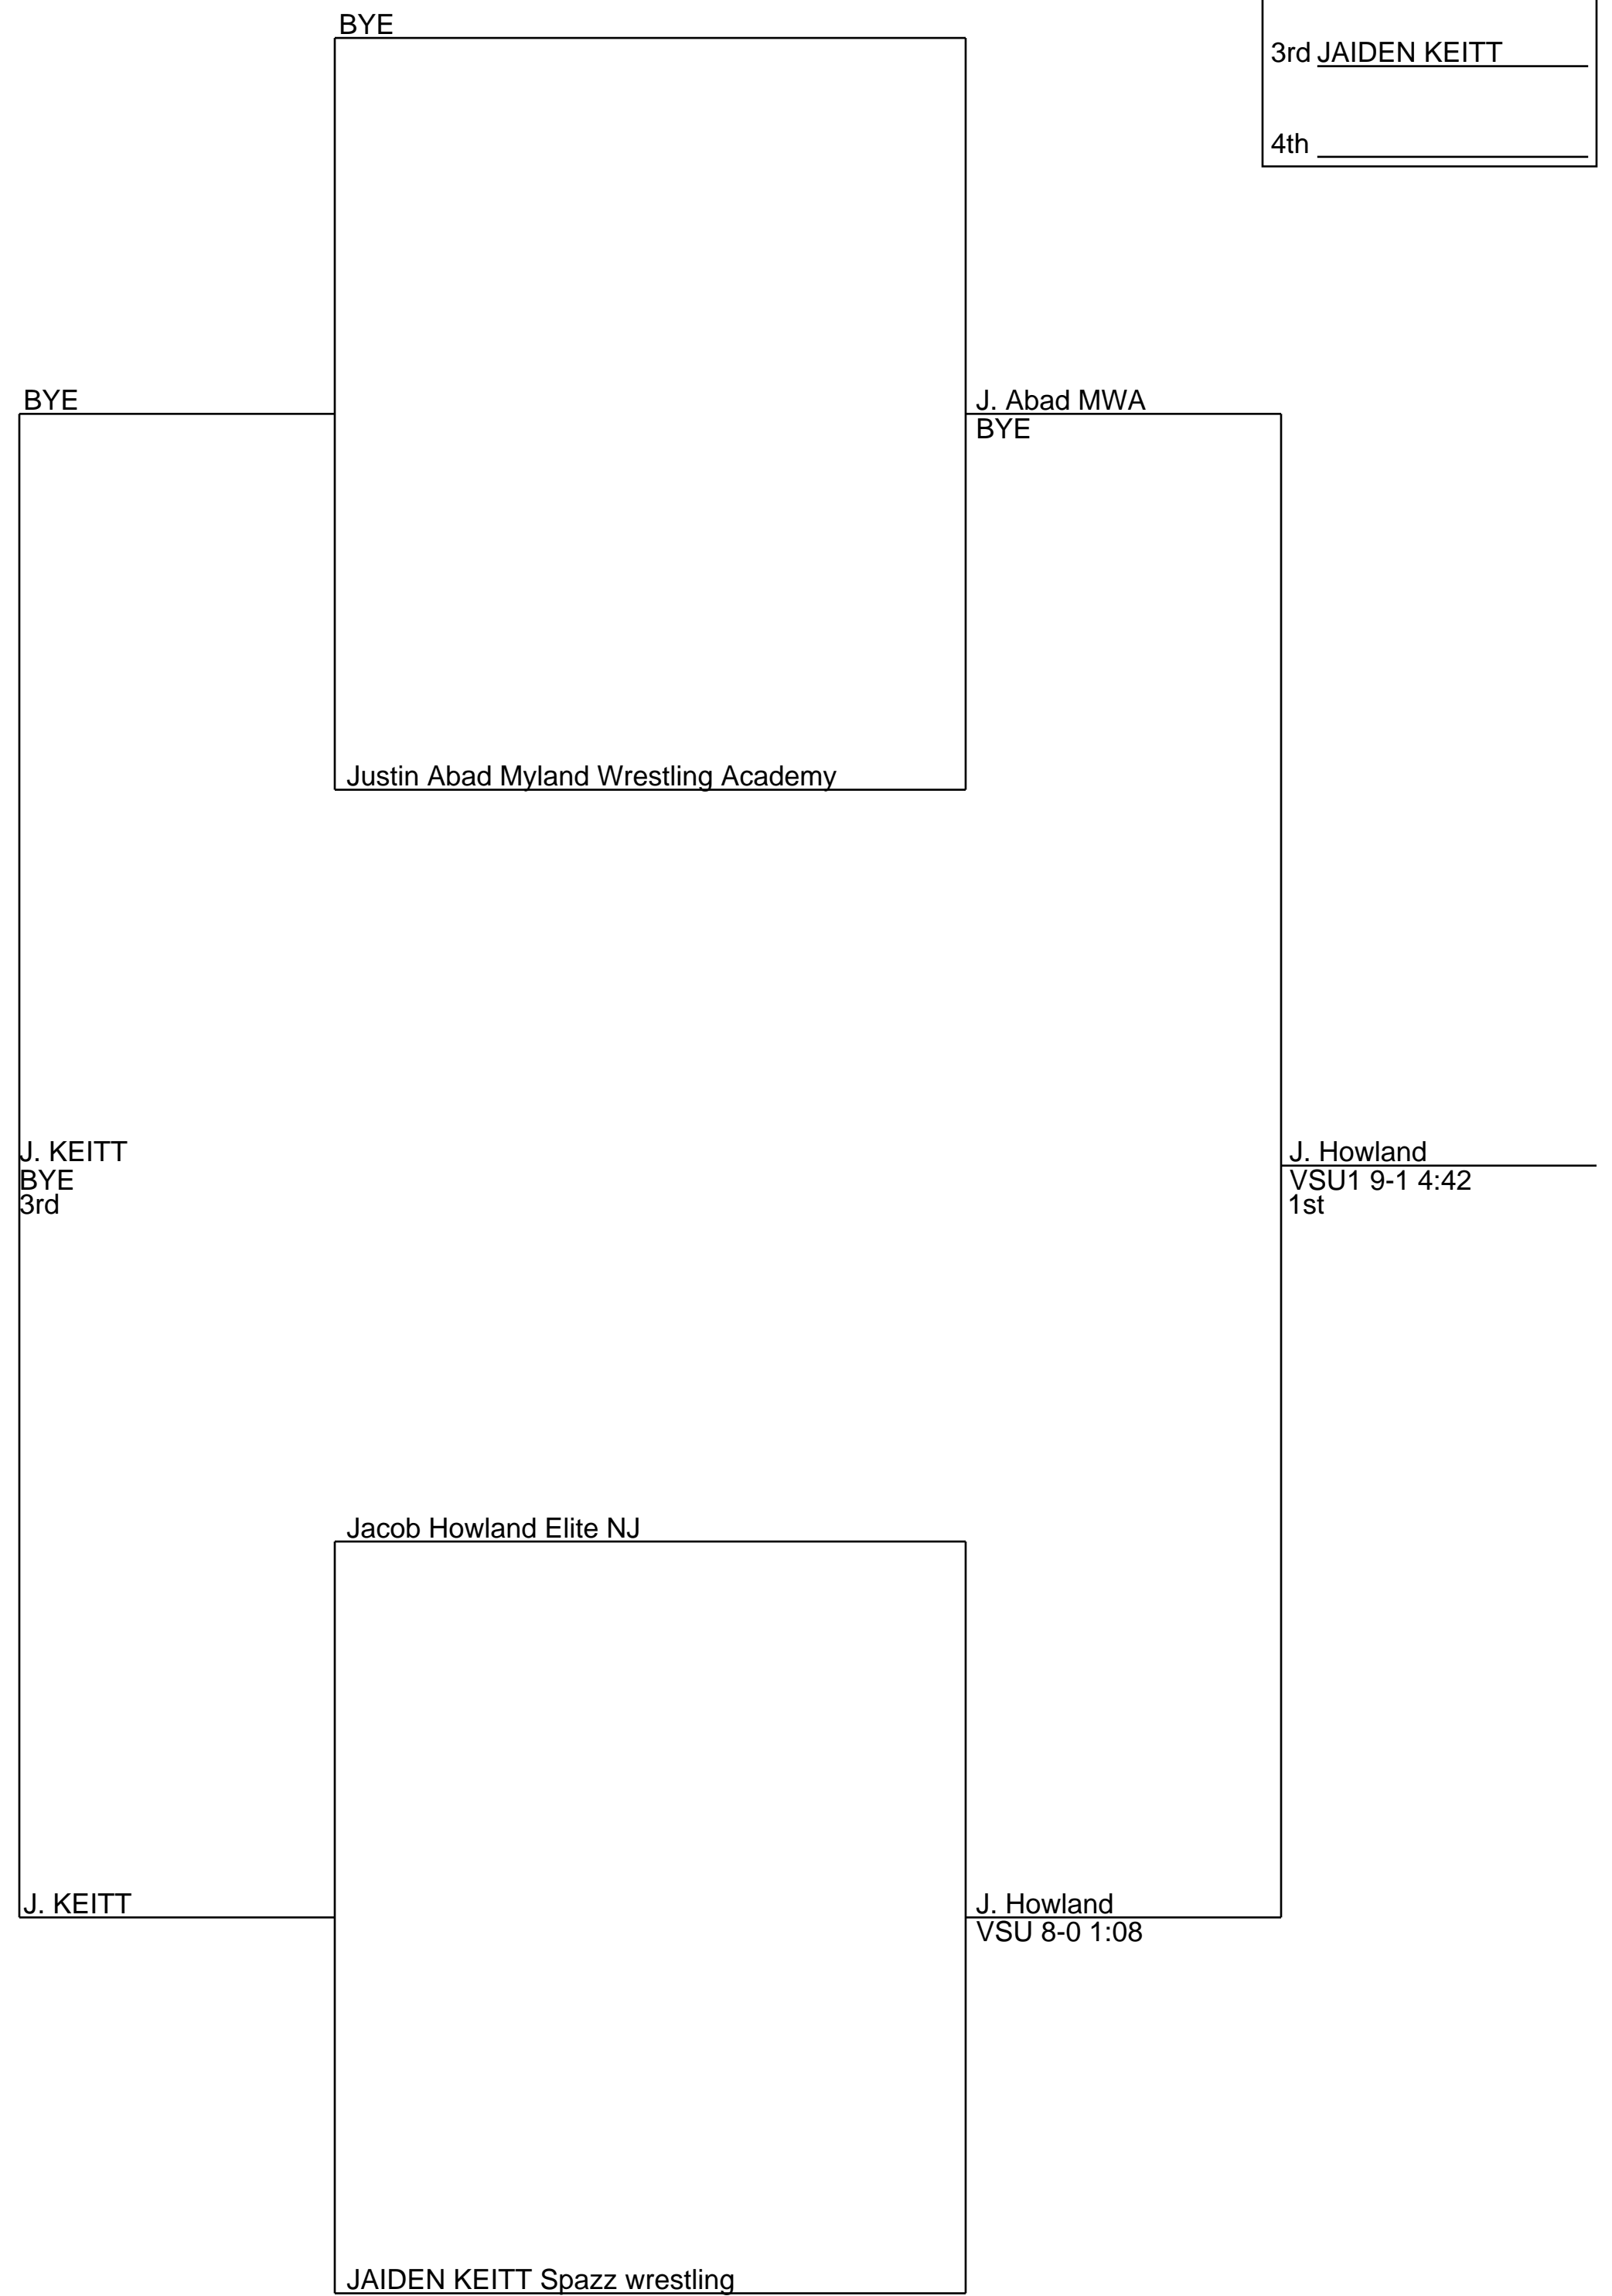 BYE
3rd JAIDEN KEITT
4th
BYE
J. Abad MWA
BYE
Justin Abad Myland Wrestling Academy
J. KEITT
BYE
3rd
J. Howland
VSU1 9-1 4:42
1st
Jacob Howland Elite NJ
J. KEITT
J. Howland
VSU 8-0 1:08
JAIDEN KEITT Spazz wrestling